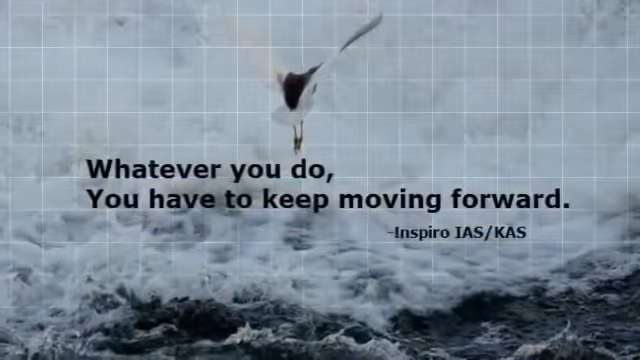 Whatever you do,
You have to keep moving forward.
-Inspiro IAS/KAS